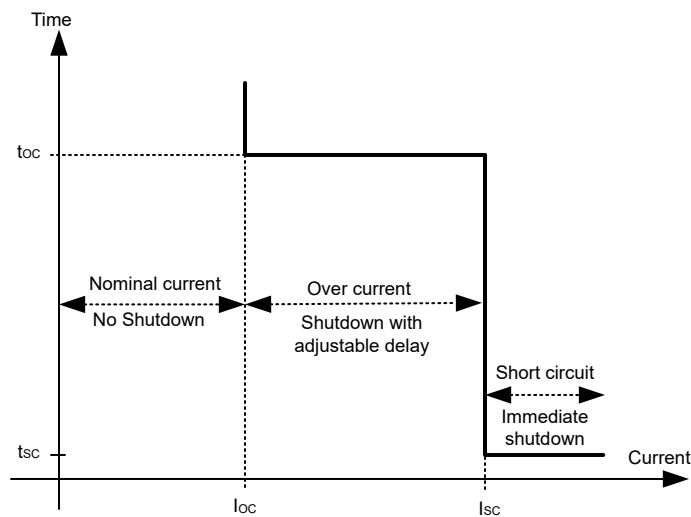 Time
tOC
Nominal current
No Shutdown
Over current
Shutdown with
adjustable delay
Short circuit
Immediate
shutdown
tSC
Current
IOC
ISC